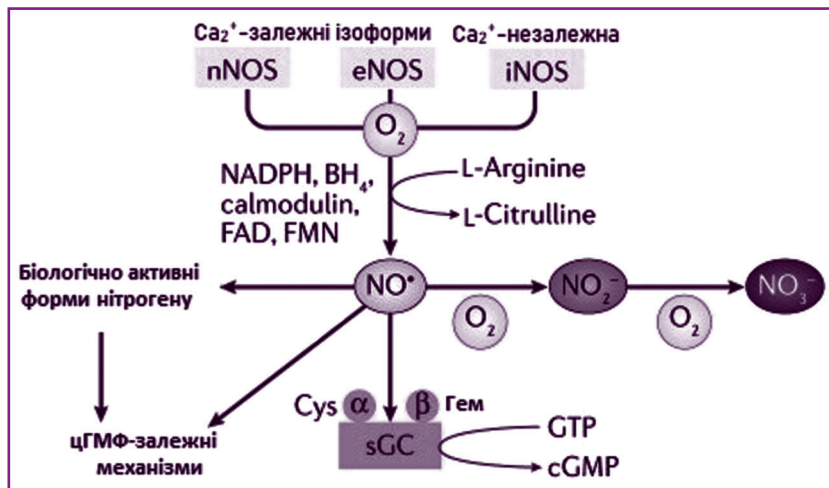 Ca₂⁺-залежні ізоформи Ca₂⁺-незалежна
nNOS eNOS iNOS
O₂
NADPH, BH₄,
calmodulin,
FAD, FMN
L-Arginine
L-Citrulline
Біологічно активні
форми нітрогену
NO• NO₂⁻ NO₃⁻
O₂ O₂
Cys α β Гем
sGC
GTP
cGMP
цГМФ-залежні
механізми